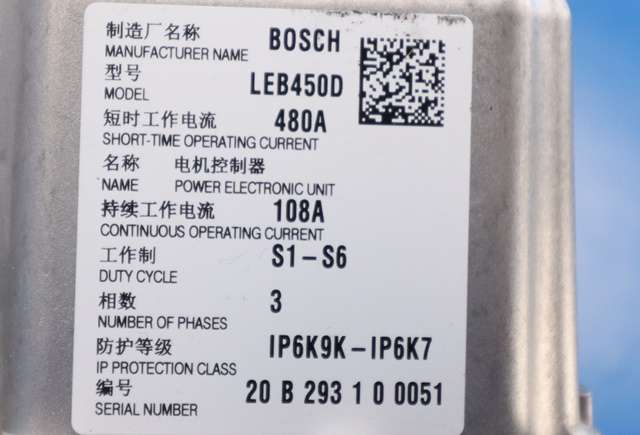 制造厂名称 BOSCH
MANUFACTURER NAME
型号 LEB450D
MODEL
短时工作电流 480A
SHORT-TIME OPERATING CURRENT
名称 电机控制器
NAME POWER ELECTRONIC UNIT
持续工作电流 108A
CONTINUOUS OPERATING CURRENT
工作制 S1-S6
DUTY CYCLE
相数 3
NUMBER OF PHASES
防护等级 IP6K9K-IP6K7
IP PROTECTION CLASS
编号 20 B 293 1 0 0051
SERIAL NUMBER